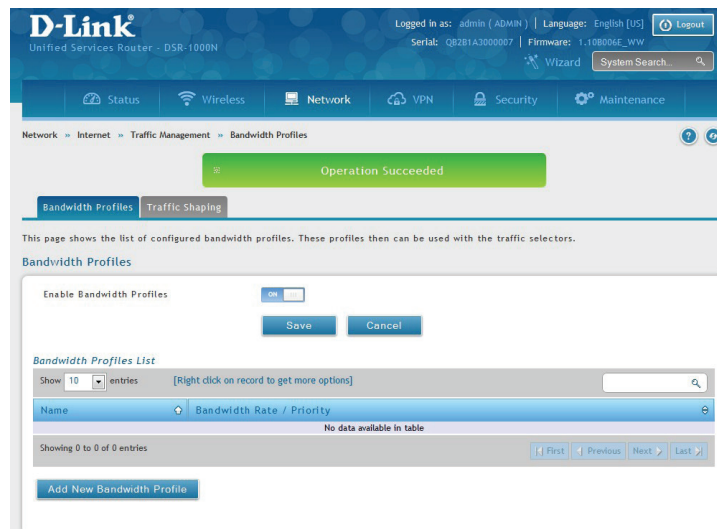 D-Link
Unified Services Router - DSR-1000N
Logged in as: admin ( ADMIN ) | Language: English [US]
Logout
Serial: QB2B1A3000007 | Firmware: 1.10B006E_WW
Wizard
System Search...
Status
Wireless
Network
VPN
Security
Maintenance
Network » Internet » Traffic Management » Bandwidth Profiles
?
Operation Succeeded
Bandwidth Profiles
Traffic Shaping
This page shows the list of configured bandwidth profiles. These profiles then can be used with the traffic selectors.
Bandwidth Profiles
Enable Bandwidth Profiles
ON
Save
Cancel
Bandwidth Profiles List
Show 10 entries
[Right click on record to get more options]
Name
Bandwidth Rate / Priority
No data available in table
Showing 0 to 0 of 0 entries
First
Previous
Next
Last
Add New Bandwidth Profile